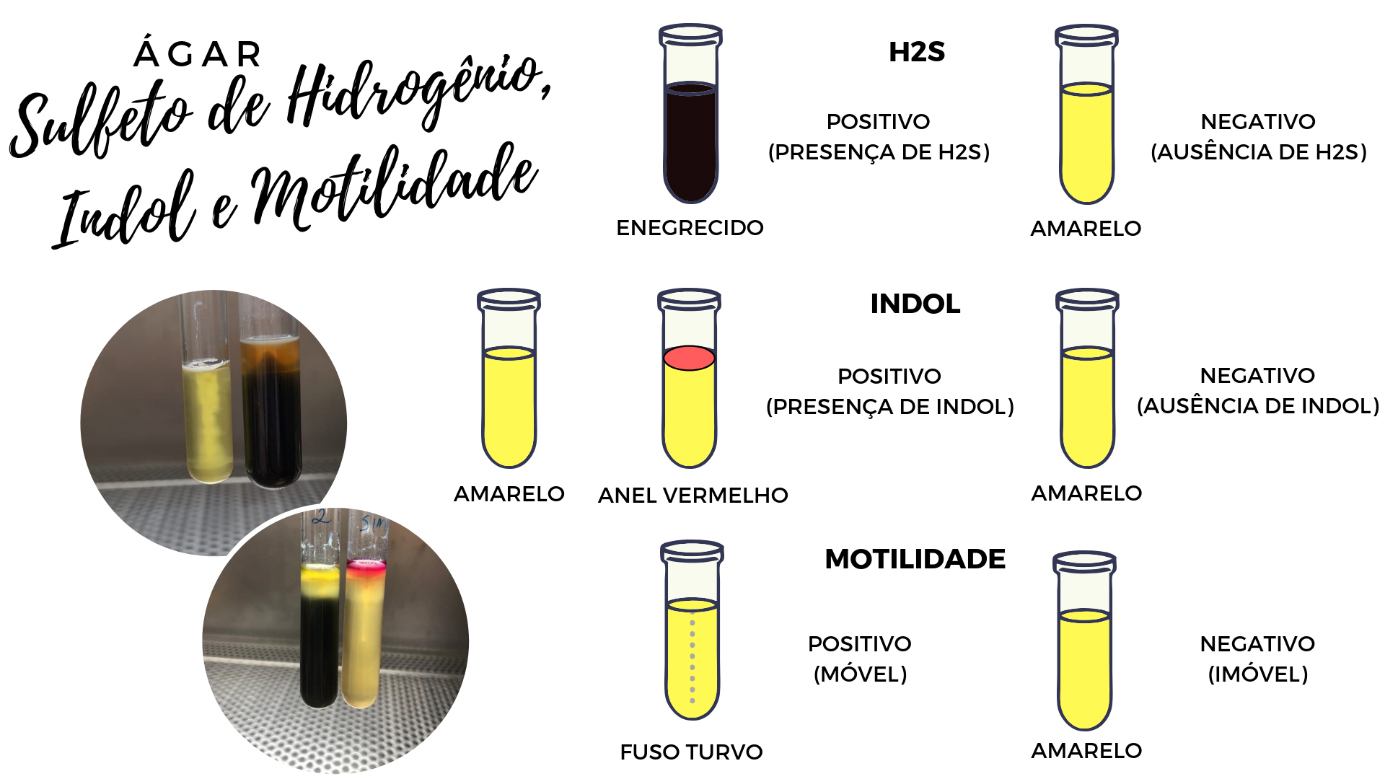 ÁGAR
Sulfeto de Hidrogênio,
Indol e Motilidade
H2S
POSITIVO
(PRESENÇA DE H2S)
NEGATIVO
(AUSÊNCIA DE H2S)
ENEGRECIDO
AMARELO
INDOL
POSITIVO
(PRESENÇA DE INDOL)
NEGATIVO
(AUSÊNCIA DE INDOL)
AMARELO
ANEL VERMELHO
AMARELO
2
SIM
MOTILIDADE
POSITIVO
(MÓVEL)
NEGATIVO
(IMÓVEL)
FUSO TURVO
AMARELO